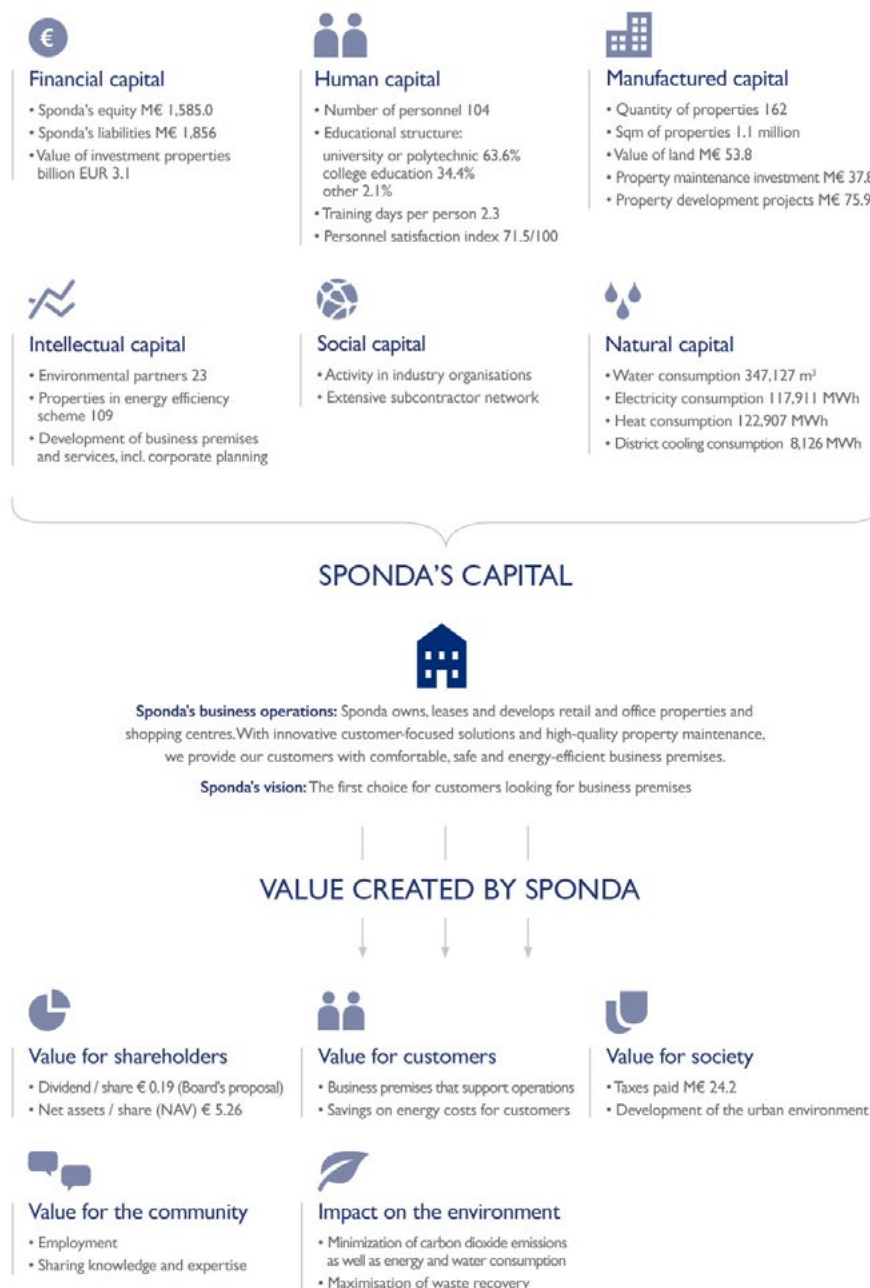 €
Financial capital
• Sponda's equity M€ 1,585.0
• Sponda's liabilities M€ 1,856
• Value of investment properties
billion EUR 3.1
Human capital
• Number of personnel 104
• Educational structure:
university or polytechnic 63.6%
college education 34.4%
other 2.1%
• Training days per person 2.3
• Personnel satisfaction index 71.5/100
Manufactured capital
• Quantity of properties 162
• Sqm of properties 1.1 million
• Value of land M€ 53.8
• Property maintenance investment M€ 37.8
• Property development projects M€ 75.9
Intellectual capital
• Environmental partners 23
• Properties in energy efficiency
scheme 109
• Development of business premises
and services, incl. corporate planning
Social capital
• Activity in industry organisations
• Extensive subcontractor network
Natural capital
• Water consumption 347,127 m³
• Electricity consumption 117,911 MWh
• Heat consumption 122,907 MWh
• District cooling consumption 8,126 MWh
SPONDA'S CAPITAL
Sponda's business operations: Sponda owns, leases and develops retail and office properties and
shopping centres. With innovative customer-focused solutions and high-quality property maintenance,
we provide our customers with comfortable, safe and energy-efficient business premises.
Sponda's vision: The first choice for customers looking for business premises
VALUE CREATED BY SPONDA
Value for shareholders
• Dividend / share € 0.19 (Board's proposal)
• Net assets / share (NAV) € 5.26
Value for customers
• Business premises that support operations
• Savings on energy costs for customers
Value for society
• Taxes paid M€ 24.2
• Development of the urban environment
Value for the community
• Employment
• Sharing knowledge and expertise
Impact on the environment
• Minimization of carbon dioxide emissions
as well as energy and water consumption
• Maximisation of waste recovery